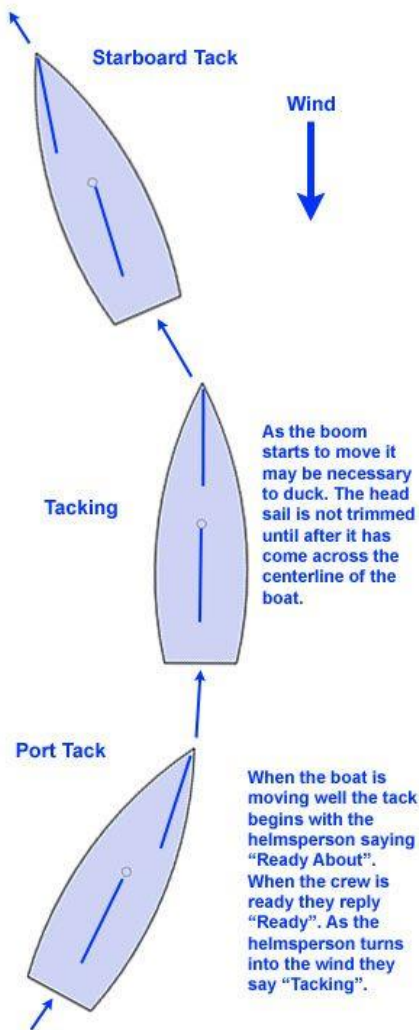 Starboard Tack
Wind
As the boom
starts to move it
may be necessary
to duck. The head
sail is not trimmed
until after it has
come across the
centerline of the
boat.
Tacking
Port Tack
When the boat is
moving well the tack
begins with the
helmsperson saying
“Ready About”.
When the crew is
ready they reply
“Ready”. As the
helmsperson turns
into the wind they
say “Tacking”.